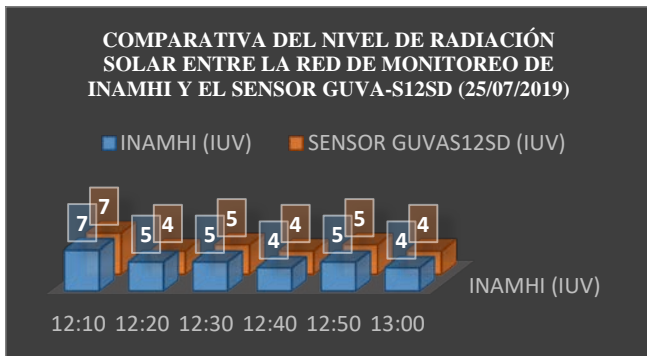 COMPARATIVA DEL NIVEL DE RADIACIÓN
SOLAR ENTRE LA RED DE MONITOREO DE
INAMHI Y EL SENSOR GUVA-S12SD (25/07/2019)
INAMHI (IUV) SENSOR GUVAS12SD (IUV)
7 7 5 4 5 5 4 4 5 5 4 4
INAMHI (IUV)
12:10 12:20 12:30 12:40 12:50 13:00